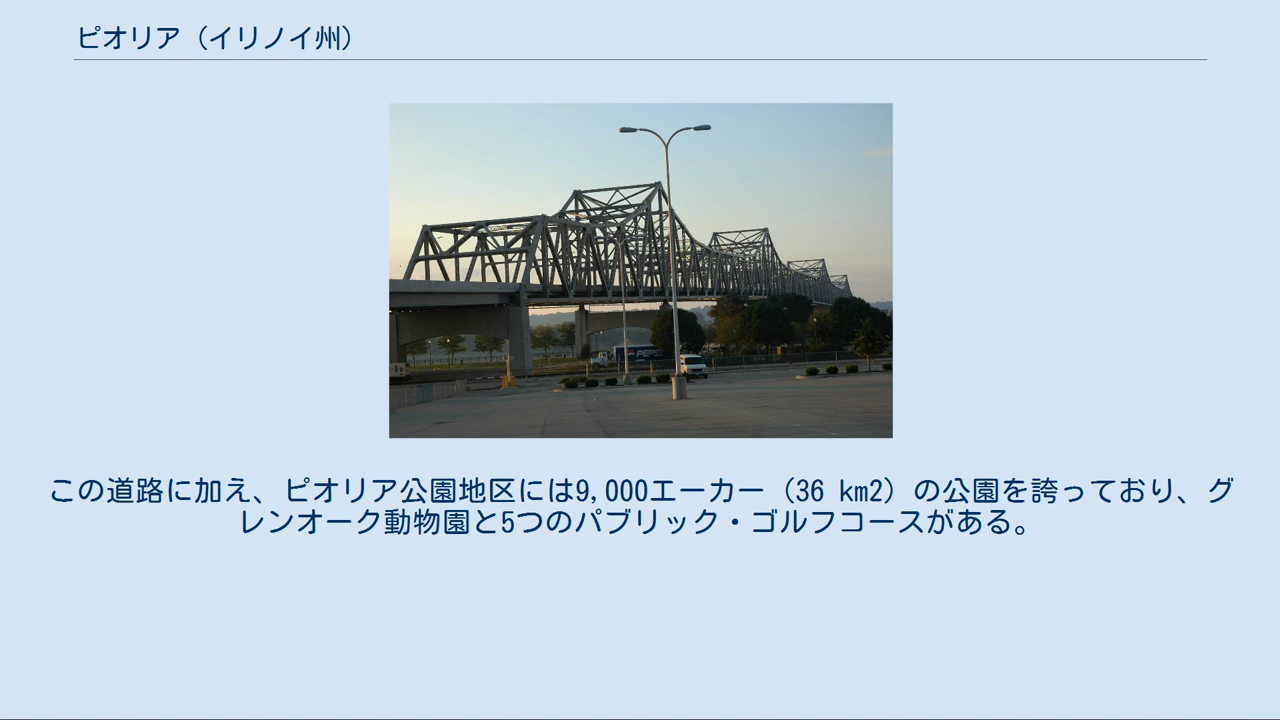 ピオリア（イリノイ州）
PEPSI
この道路に加え、ピオリア公園地区には9,000エーカー（36 km2）の公園を誇っており、グ
レンオーク動物園と5つのパブリック・ゴルフコースがある。